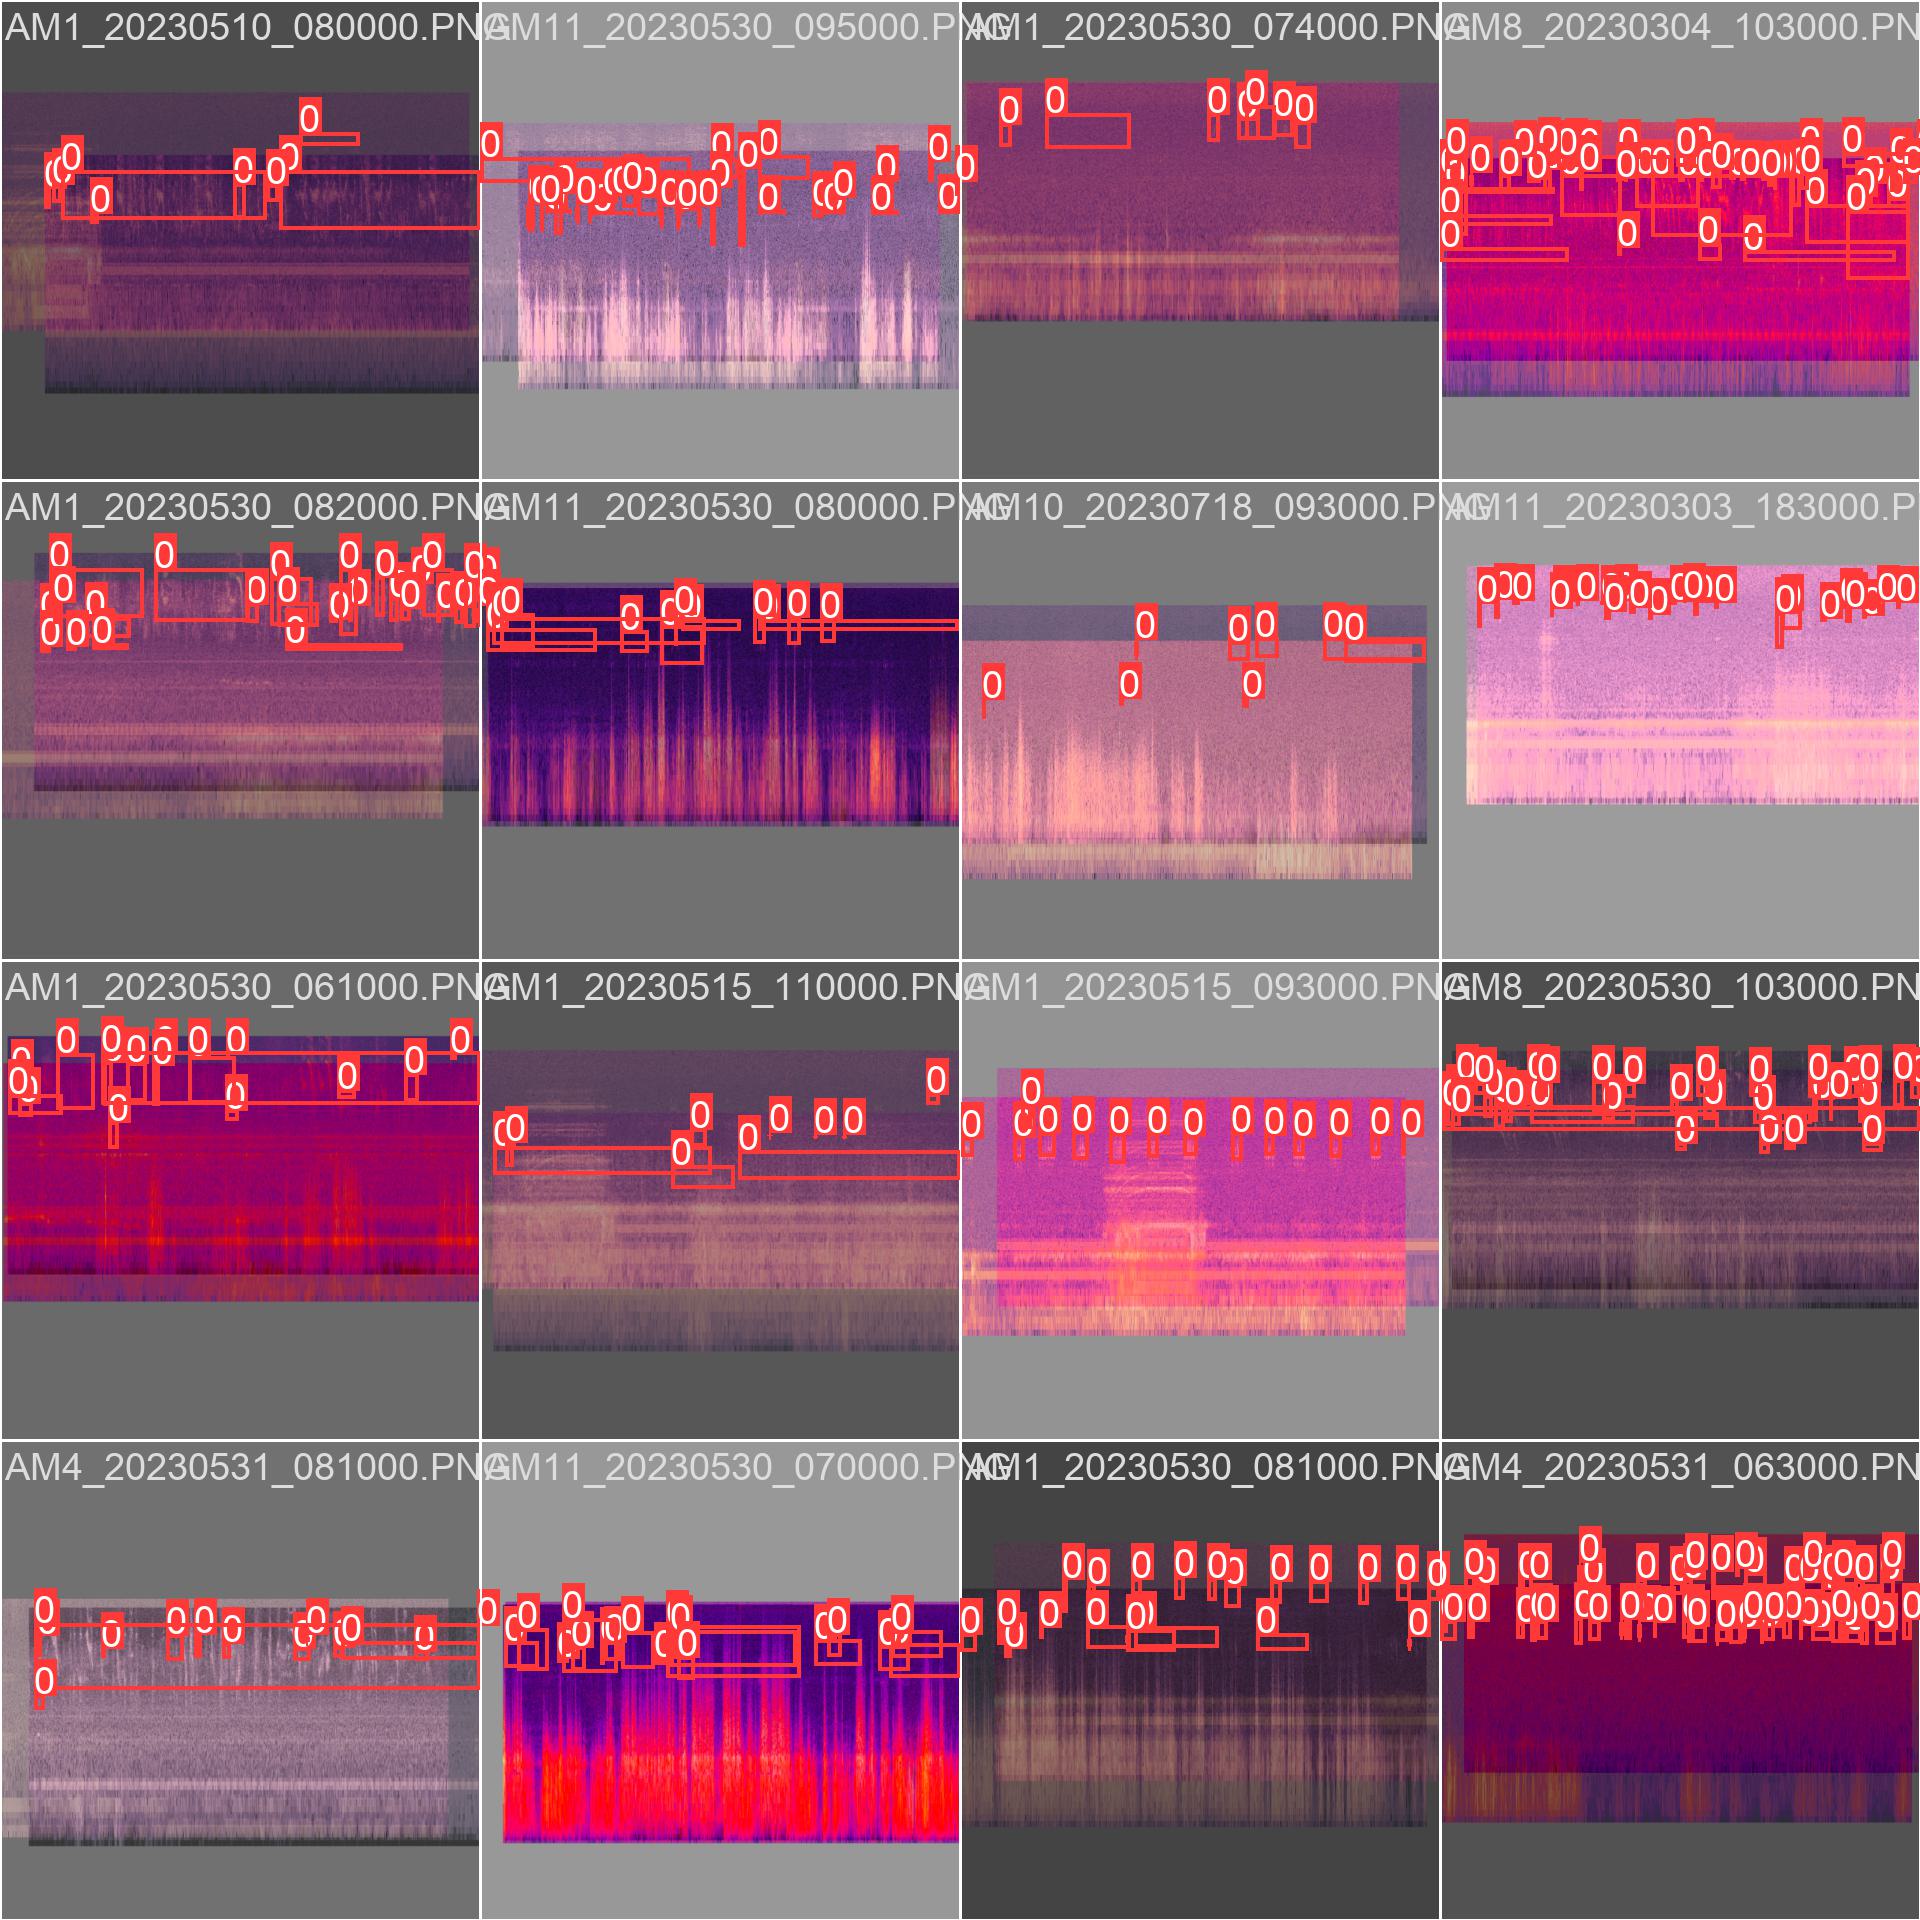 AM1_20230510_080000.PNG
AM11_20230530_095000.PNG
AM1_20230530_074000.PNG
AM8_20230304_103000.PN
AM1_20230530_082000.PNG
AM11_20230530_080000.PNG
AM10_20230718_093000.PNG
AM11_20230303_183000.P
AM1_20230530_061000.PNG
AM1_20230515_110000.PNG
AM1_20230515_093000.PNG
AM8_20230530_103000.PN
AM4_20230531_081000.PNG
AM11_20230530_070000.PNG
AM1_20230530_081000.PNG
AM4_20230531_063000.PN